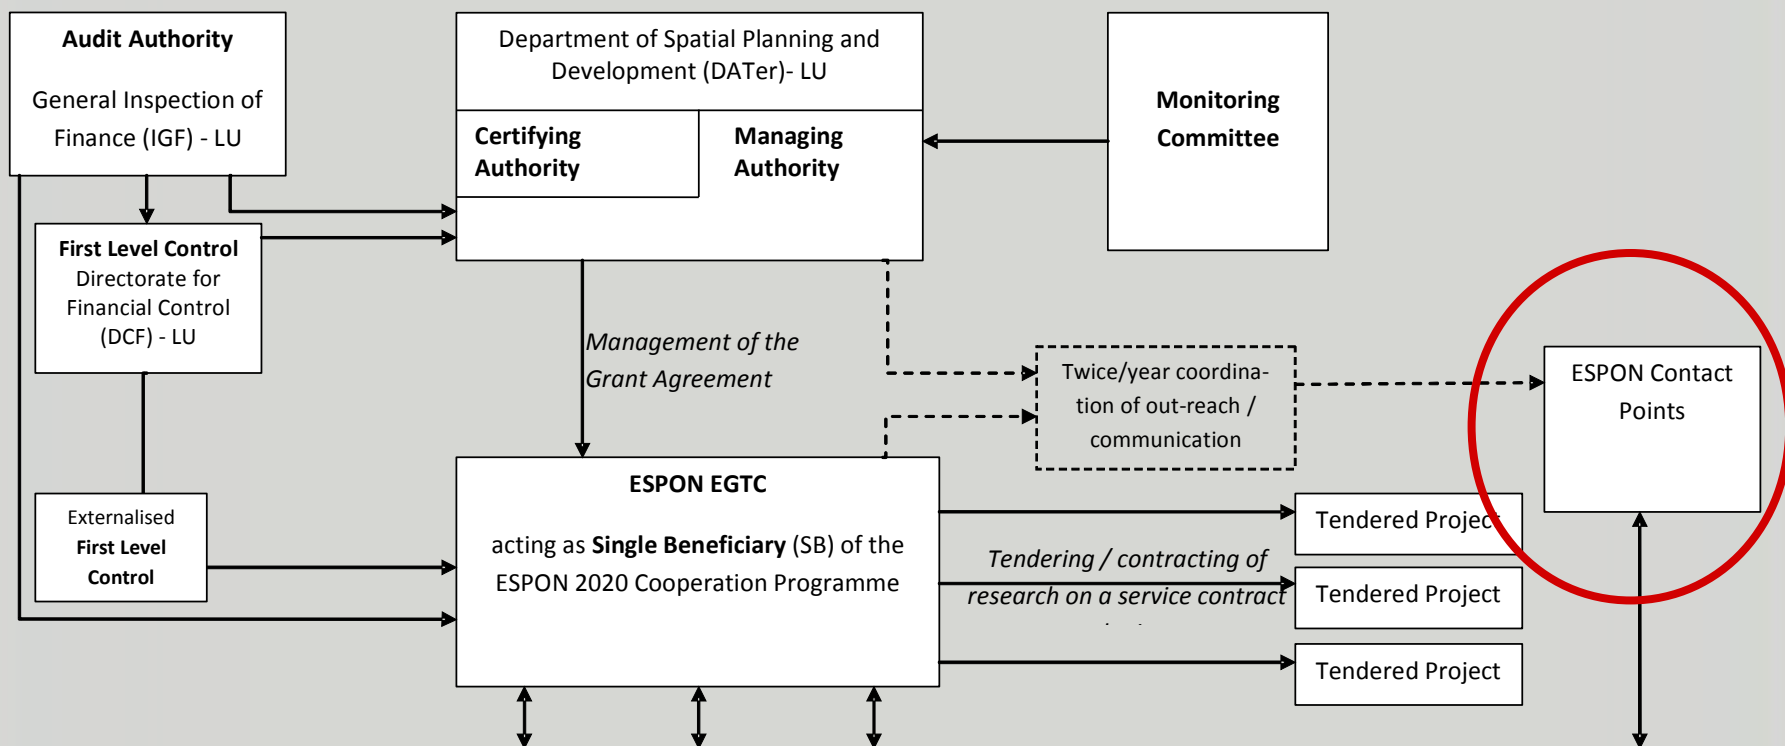 Audit Authority
General Inspection of
Finance (IGF) - LU
Department of Spatial Planning and
Development (DATer)- LU
Certifying
Authority
Managing
Authority
Monitoring
Committee
First Level Control
Directorate for
Financial Control
(DCF) - LU
Management of the
Grant Agreement
Twice/year coordina-
tion of out-reach /
communication
ESPON Contact
Points
Externalised
First Level
Control
ESPON EGTC
acting as Single Beneficiary (SB) of the
ESPON 2020 Cooperation Programme
Tendering / contracting of
research on a service contract
Tendered Project
Tendered Project
Tendered Project